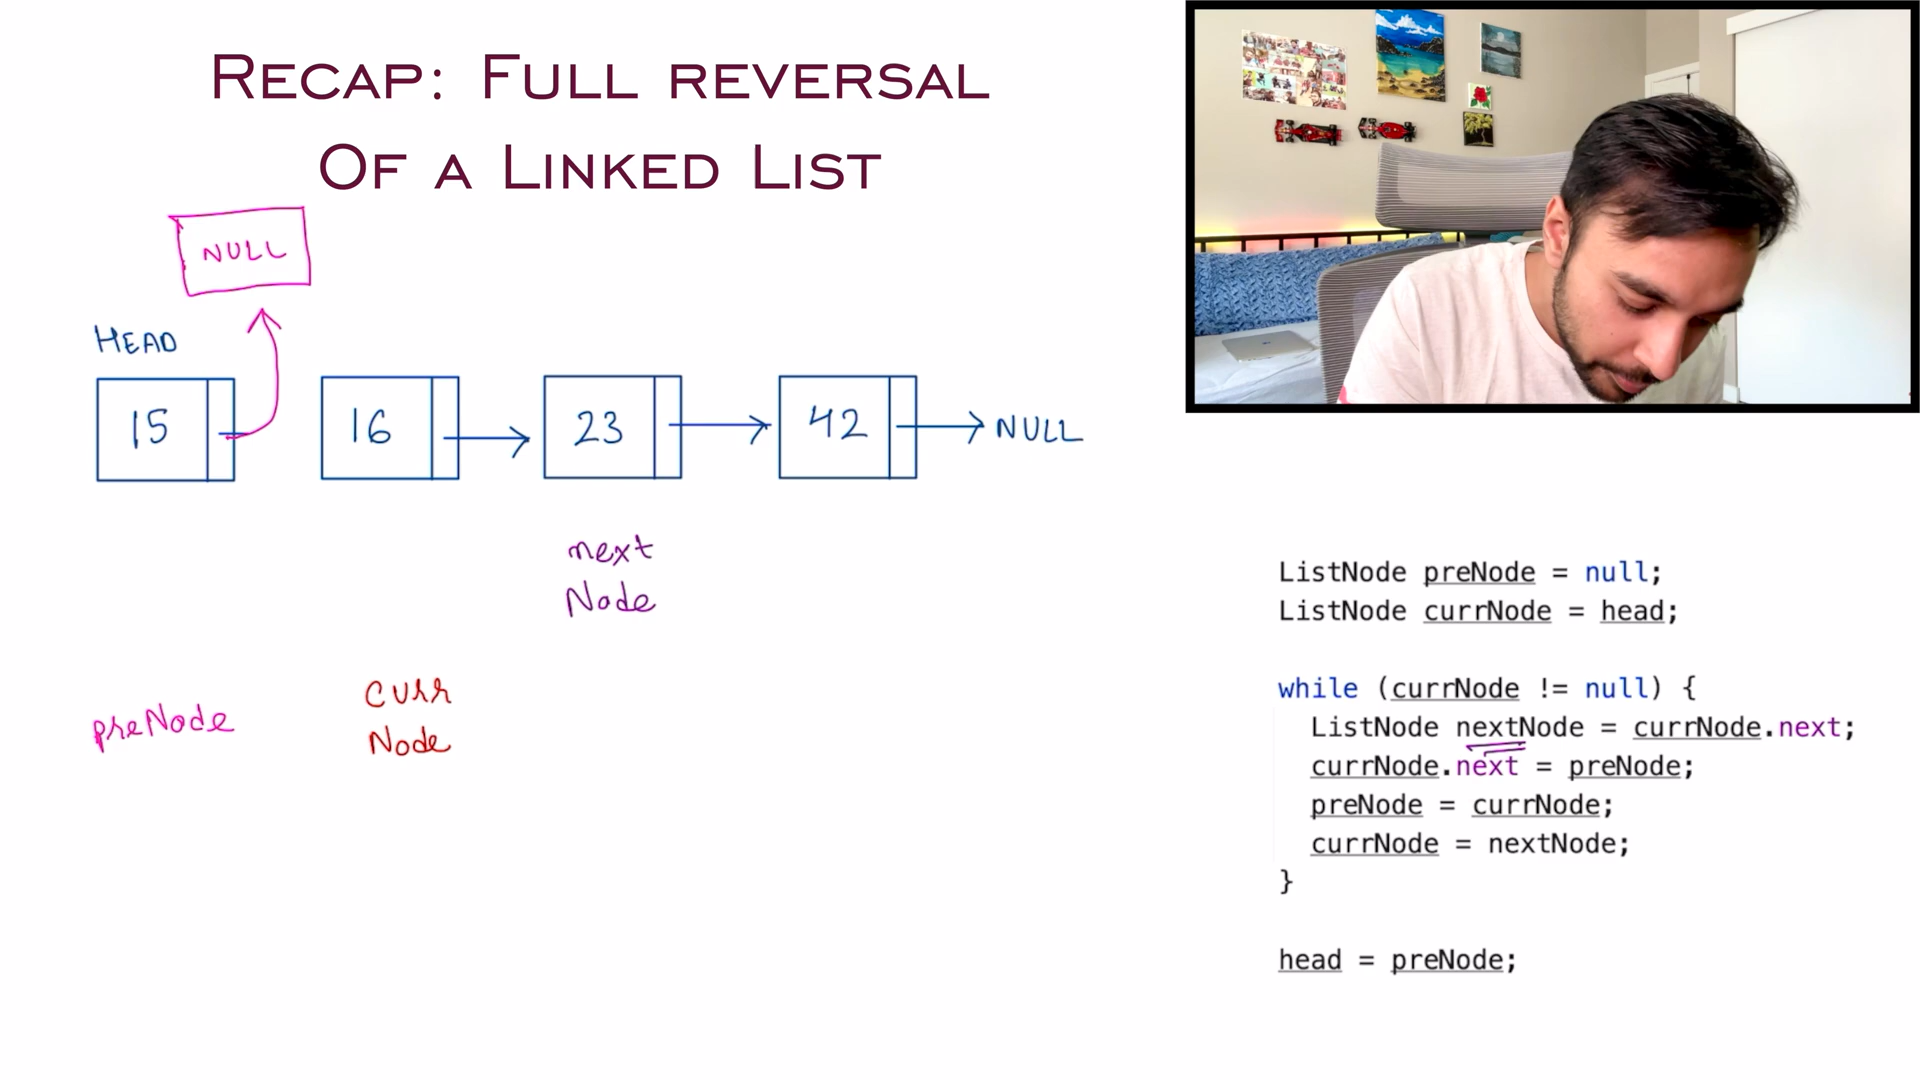 RECAP: FULL REVERSAL
OF A LINKED LIST
NULL
HEAD
15 16 23 42 NULL
next
Node
preNode
curr
Node
ListNode preNode = null;
ListNode currNode = head;
while (currNode != null) {
ListNode nextNode = currNode.next;
currNode.next = preNode;
preNode = currNode;
currNode = nextNode;
}
head = preNode;